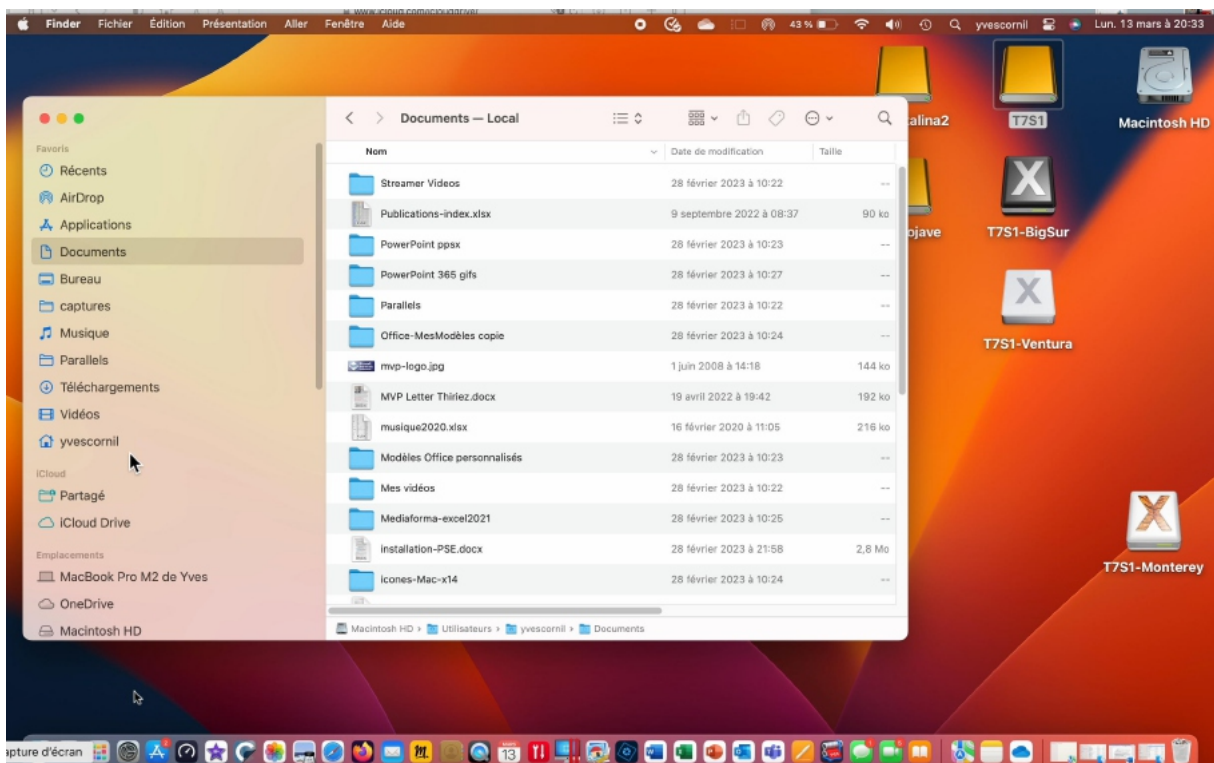 www.icloud.com/iclouddrive/
Finder Fichier Édition Présentation Aller Fenêtre Aide 43 % yvescornil Lun. 13 mars à 20:33
alina2 T7S1 Macintosh HD
Documents — Local
Favoris
Nom Date de modification Taille
Récents
Streamer Videos 28 février 2023 à 10:22 --
AirDrop
Publications-index.xlsx 9 septembre 2022 à 08:37 90 ko
Applications
ojave T7S1-BigSur
PowerPoint ppsx 28 février 2023 à 10:23 --
Documents
PowerPoint 365 gifs 28 février 2023 à 10:27 --
Bureau
captures
Parallels 28 février 2023 à 10:22 --
Musique
Office-MesModèles copie 28 février 2023 à 10:24 --
T7S1-Ventura
Parallels
mvp-logo.jpg 1 juin 2008 à 14:18 144 ko
Téléchargements
MVP Letter Thiriez.docx 19 avril 2022 à 19:42 192 ko
Vidéos
musique2020.xlsx 16 février 2020 à 11:05 216 ko
yvescornil
Modèles Office personnalisés 28 février 2023 à 10:23 --
iCloud
Mes vidéos 28 février 2023 à 10:22 --
Partagé
Mediaforma-excel2021 28 février 2023 à 10:25 --
iCloud Drive
installation-PSE.docx 28 février 2023 à 21:58 2,8 Mo
Emplacements
T7S1-Monterey
MacBook Pro M2 de Yves
icones-Mac-x14 28 février 2023 à 10:24 --
OneDrive
Macintosh HD
Macintosh HD › Utilisateurs › yvescornil › Documents
apture d'écran
MARS
13